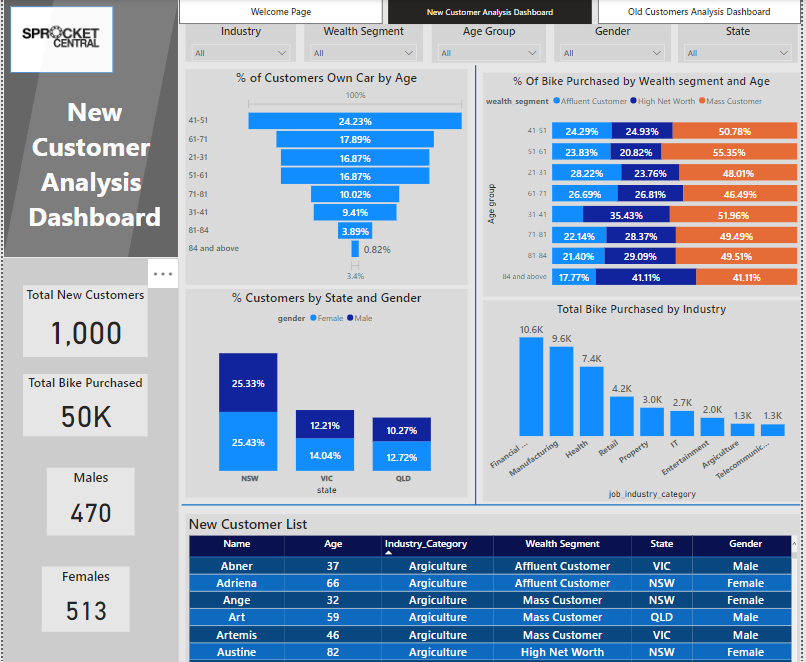 SPROCKET
CENTRAL
New
Customer
Analysis
Dashboard
Welcome Page
New Customer Analysis Dashboard
Old Customers Analysis Dashboard
Industry
Wealth Segment
Age Group
Gender
State
All
All
All
All
All
Total New Customers
1,000
Total Bike Purchased
50K
Males
470
Females
513
% of Customers Own Car by Age
100%
41-51 24.23%
61-71 17.89%
21-31 16.87%
51-61 16.87%
71-81 10.02%
31-41 9.41%
81-84 3.89%
84 and above 0.82%
3.4%
% Of Bike Purchased by Wealth segment and Age
wealth_segment Affluent Customer High Net Worth Mass Customer
Age group
41-51 24.29% 24.93% 50.78%
51-61 23.83% 20.82% 55.35%
21-31 28.22% 23.76% 48.01%
61-71 26.69% 26.81% 46.49%
31-41 35.43% 51.96%
71-81 22.14% 28.37% 49.49%
81-84 21.40% 29.09% 49.51%
84 and above 17.77% 41.11% 41.11%
% Customers by State and Gender
gender Female Male
25.33%
25.43%
12.21%
14.04%
10.27%
12.72%
NSW VIC QLD
state
Total Bike Purchased by Industry
10.6K 9.6K 7.4K 4.2K 3.0K 2.7K 2.0K 1.3K 1.3K
Financial ... Manufacturing Health Retail Property IT Entertainment Argiculture Telecommunic...
job_industry_category
New Customer List
Name Age Industry_Category Wealth Segment State Gender
Abner 37 Argiculture Affluent Customer VIC Male
Adriena 66 Argiculture Affluent Customer NSW Female
Ange 32 Argiculture Mass Customer NSW Female
Art 59 Argiculture Mass Customer QLD Male
Artemis 46 Argiculture Mass Customer VIC Male
Austine 82 Argiculture High Net Worth NSW Female